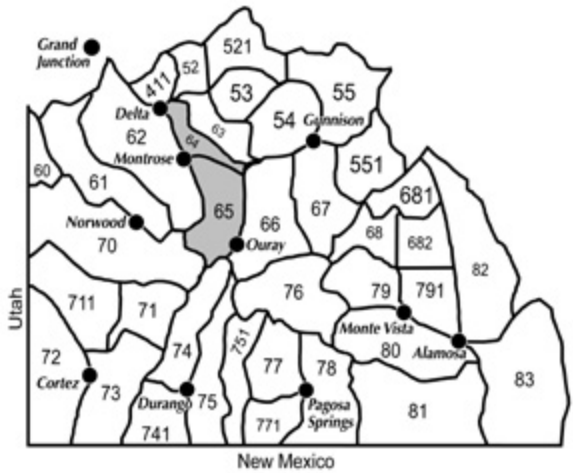 Grand
Junction
521
52
411
53
55
Delta
54
Gunnison
62
63
64
Montrose
551
60
61
681
65
67
Norwood
66
68
682
70
Ouray
82
76
79
791
711
71
Monte Vista
Utah
751
74
72
77
78
80
Alamosa
Cortez
73
83
Durango
75
Pagosa
Springs
81
741
771
New Mexico